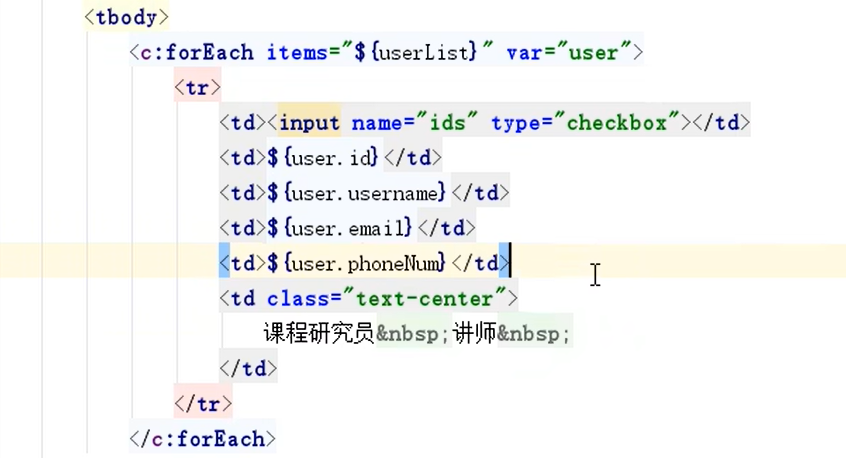 <tbody>
<c:forEach items="${userList}" var="user">
<tr>
<td><input name="ids" type="checkbox"></td>
<td>${user.id}</td>
<td>${user.username}</td>
<td>${user.email}</td>
<td>${user.phoneNum}</td>
<td class="text-center">
课程研究员&nbsp;讲师&nbsp;
</td>
</tr>
</c:forEach>